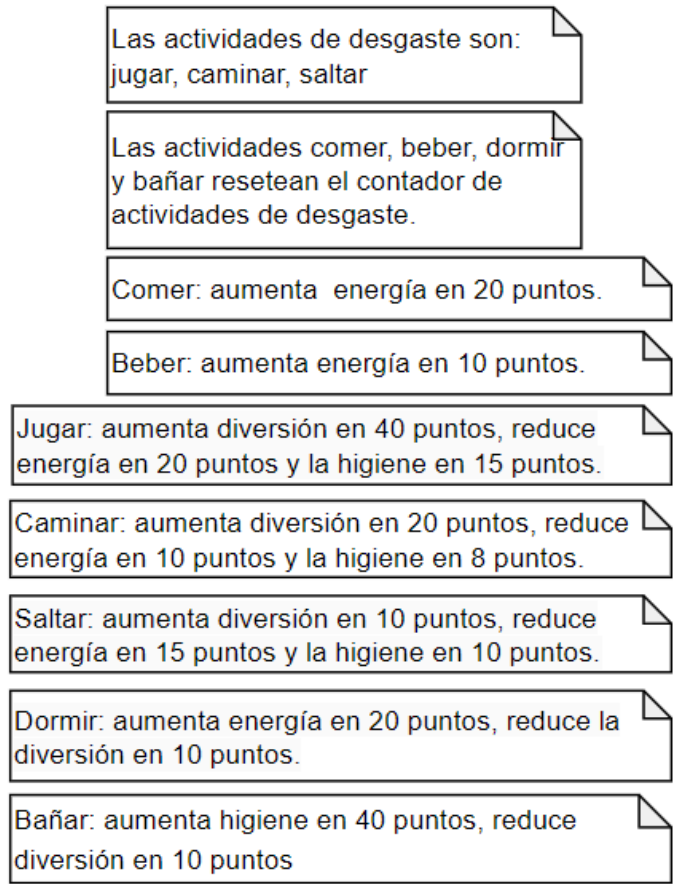 Las actividades de desgaste son:
jugar, caminar, saltar
Las actividades comer, beber, dormir
y bañar resetean el contador de
actividades de desgaste.
Comer: aumenta  energía en 20 puntos.
Beber: aumenta energía en 10 puntos.
Jugar: aumenta diversión en 40 puntos, reduce
energía en 20 puntos y la higiene en 15 puntos.
Caminar: aumenta diversión en 20 puntos, reduce
energía en 10 puntos y la higiene en 8 puntos.
Saltar: aumenta diversión en 10 puntos, reduce
energía en 15 puntos y la higiene en 10 puntos.
Dormir: aumenta energía en 20 puntos, reduce la
diversión en 10 puntos.
Bañar: aumenta higiene en 40 puntos, reduce
diversión en 10 puntos